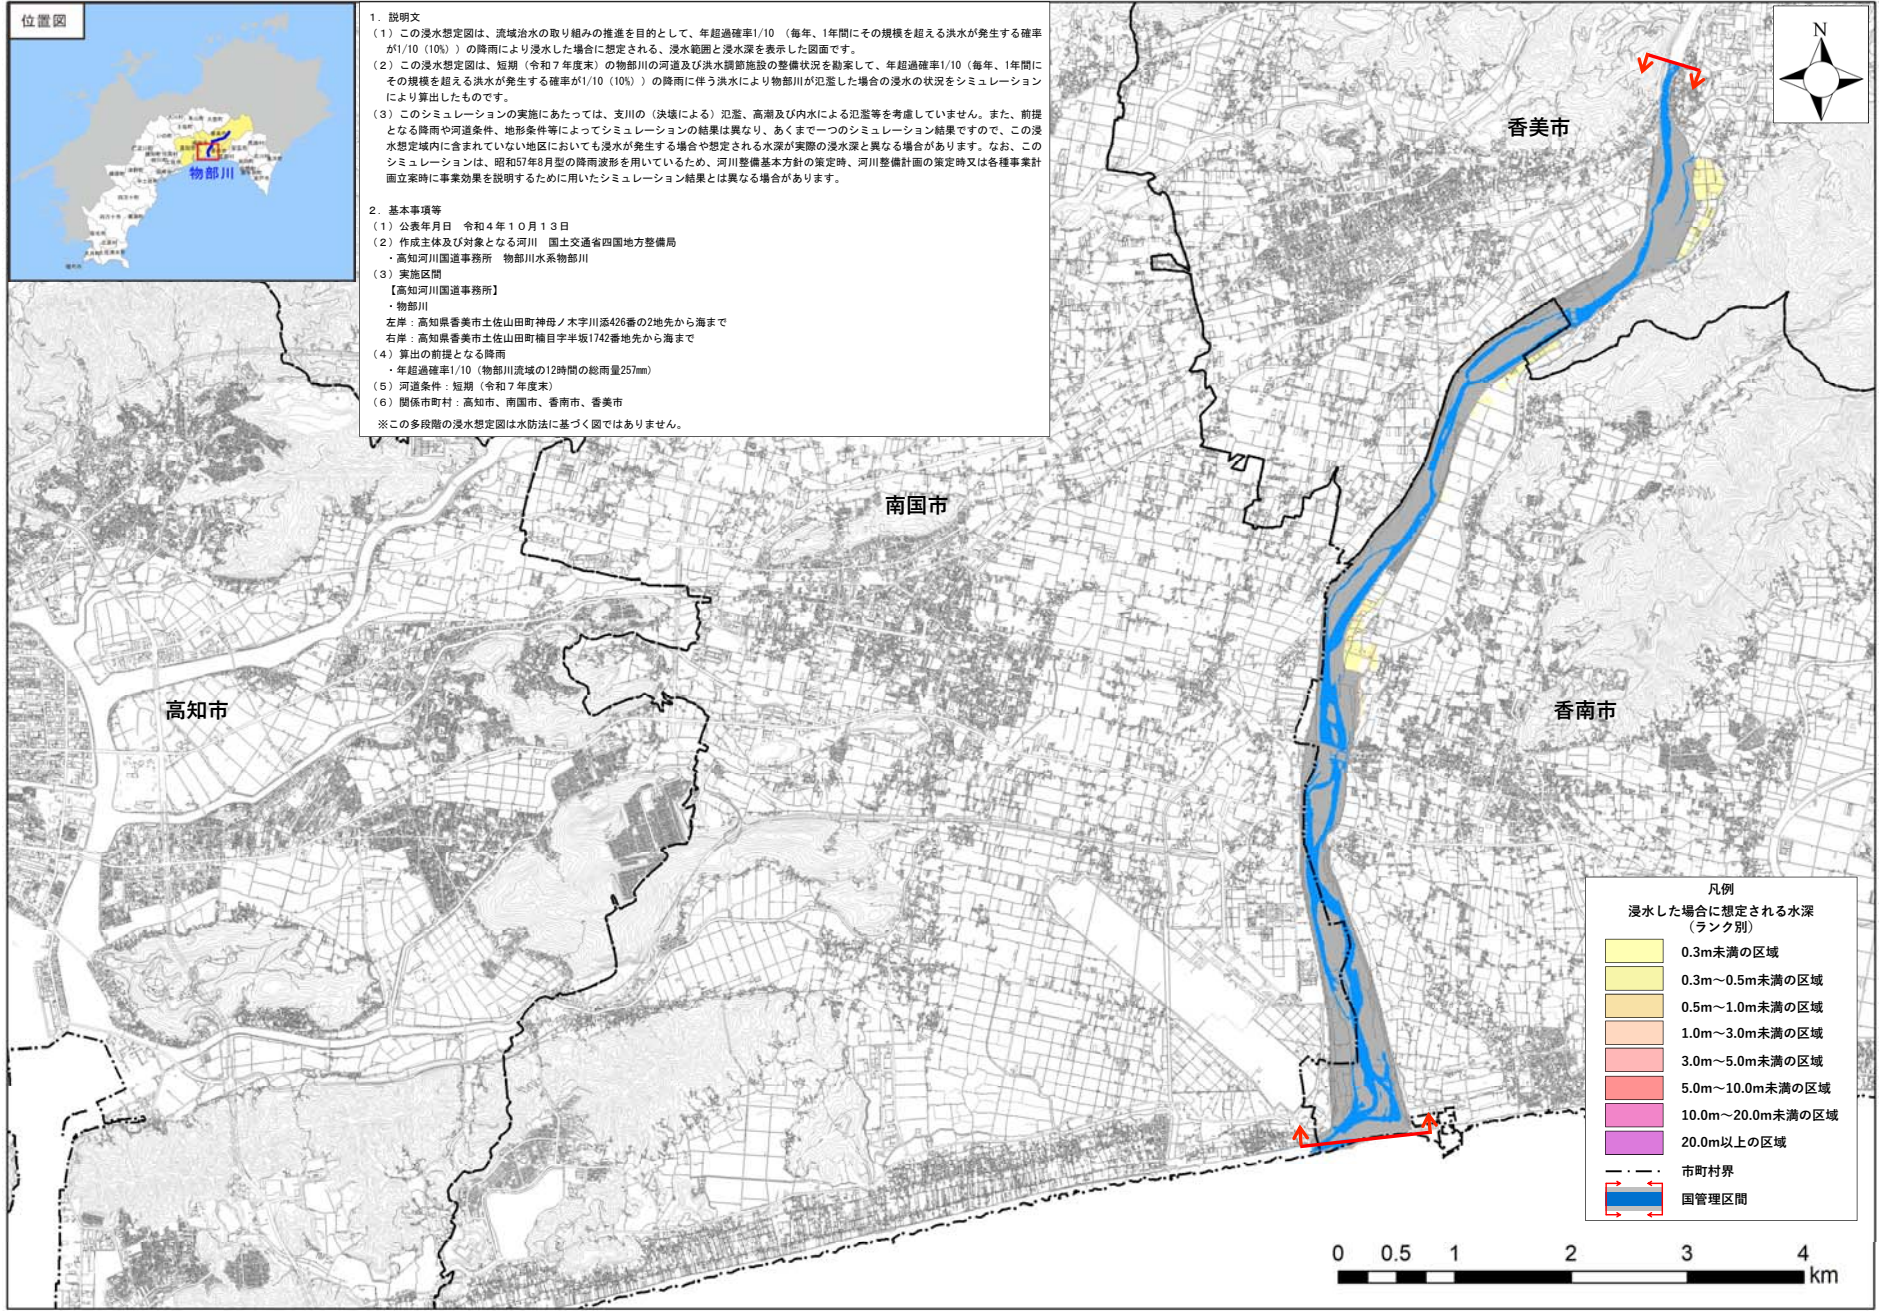 位置図
物部川
1．説明文
（1）この浸水想定図は、流域治水の取り組みの推進を目的として、年超過確率1/10 （毎年、1年間にその規模を超える洪水が発生する確率
が1/10（10%））の降雨により浸水した場合に想定される、浸水範囲と浸水深を表示した図面です。
（2）この浸水想定図は、短期（令和７年度末）の物部川の河道及び洪水調節施設の整備状況を勘案して、年超過確率1/10（毎年、1年間に
その規模を超える洪水が発生する確率が1/10（10%））の降雨に伴う洪水により物部川が氾濫した場合の浸水の状況をシミュレーション
により算出したものです。
（3）このシミュレーションの実施にあたっては、支川の（決壊による）氾濫、高潮及び内水による氾濫等を考慮していません。また、前提
となる降雨や河道条件、地形条件等によってシミュレーションの結果は異なり、あくまで一つのシミュレーション結果ですので、この浸
水想定域内に含まれていない地区においても浸水が発生する場合や想定される水深が実際の浸水深と異なる場合があります。なお、この
シミュレーションは、昭和57年8月型の降雨波形を用いているため、河川整備基本方針の策定時、河川整備計画の策定時又は各種事業計
画立案時に事業効果を説明するために用いたシミュレーション結果とは異なる場合があります。
2．基本事項等
（1）公表年月日　令和４年１０月１３日
（2）作成主体及び対象となる河川　国土交通省四国地方整備局
・高知河川国道事務所　物部川水系物部川
（3）実施区間
【高知河川国道事務所】
・物部川
左岸：高知県香美市土佐山田町神母ノ木字川添426番の2地先から海まで
右岸：高知県香美市土佐山田町楠目字半坂1742番地先から海まで
（4）算出の前提となる降雨
・年超過確率1/10（物部川流域の12時間の総雨量257mm）
（5）河道条件：短期（令和７年度末）
（6）関係市町村：高知市、南国市、香南市、香美市
※この多段階の浸水想定図は水防法に基づく図ではありません。
N
香美市
南国市
高知市
香南市
凡例
浸水した場合に想定される水深
（ランク別）
0.3m未満の区域
0.3m～0.5m未満の区域
0.5m～1.0m未満の区域
1.0m～3.0m未満の区域
3.0m～5.0m未満の区域
5.0m～10.0m未満の区域
10.0m～20.0m未満の区域
20.0m以上の区域
市町村界
国管理区間
0 0.5 1 2 3 4
km